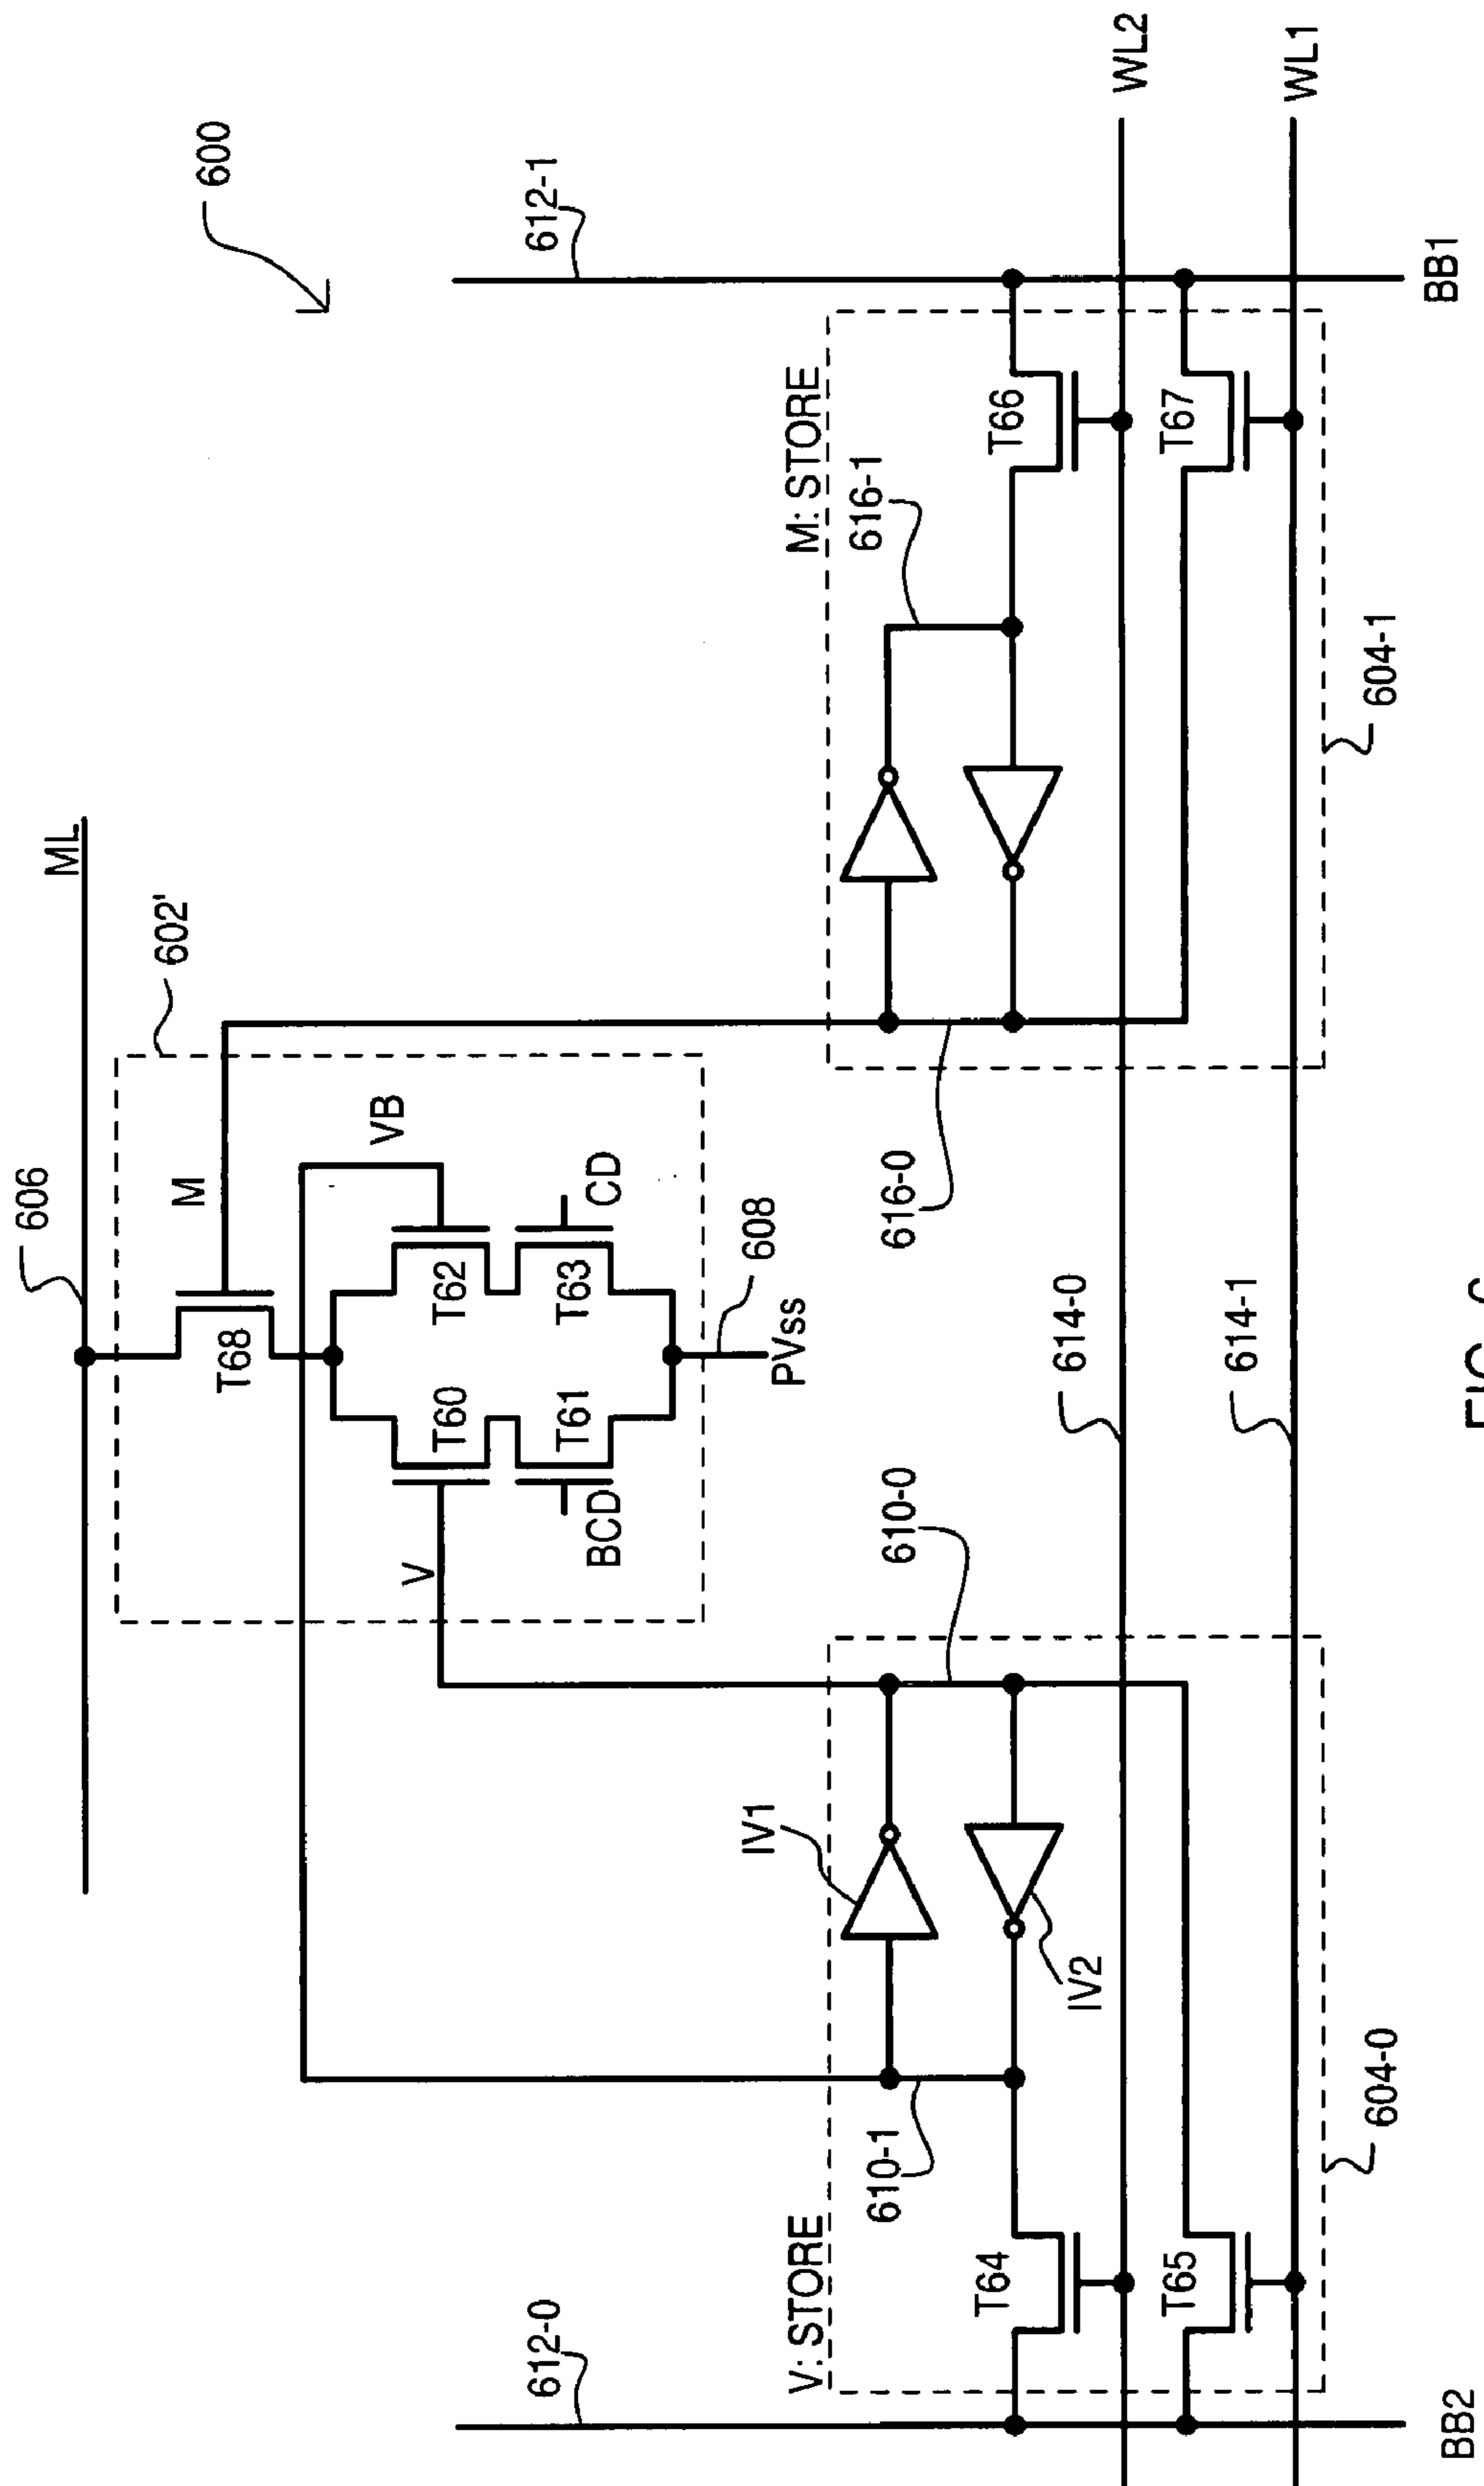 600
606
ML
602'
M
T68
VB
V
T60
T62
BCD
T61
T63
CD
PVss
608
612-0
612-1
V: STORE
M: STORE
610-1
IV1
610-0
616-0
616-1
IV2
T64
T66
T65
T67
614-0
WL2
614-1
WL1
604-0
604-1
BB2
BB1